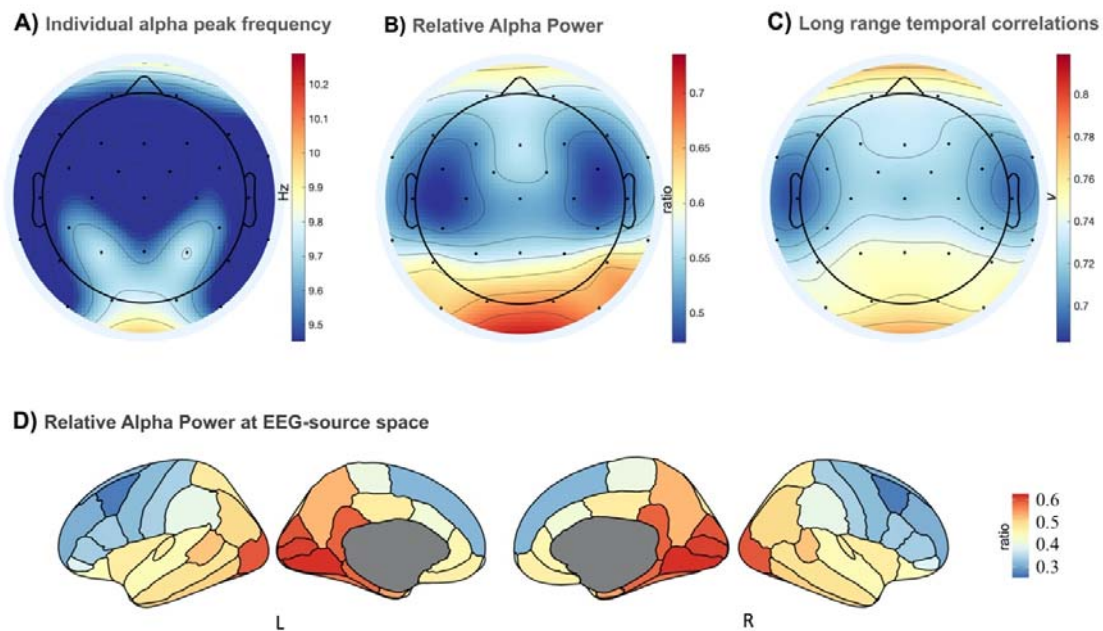 A) Individual alpha peak frequency
B) Relative Alpha Power
C) Long range temporal correlations
10.2
10.1
10
9.9
9.8
9.7
9.6
9.5
Hz
0.7
0.65
0.6
0.55
0.5
ratio
0.8
0.78
0.76
0.74
0.72
0.7
v
D) Relative Alpha Power at EEG-source space
L
R
ratio
0.6
0.5
0.4
0.3